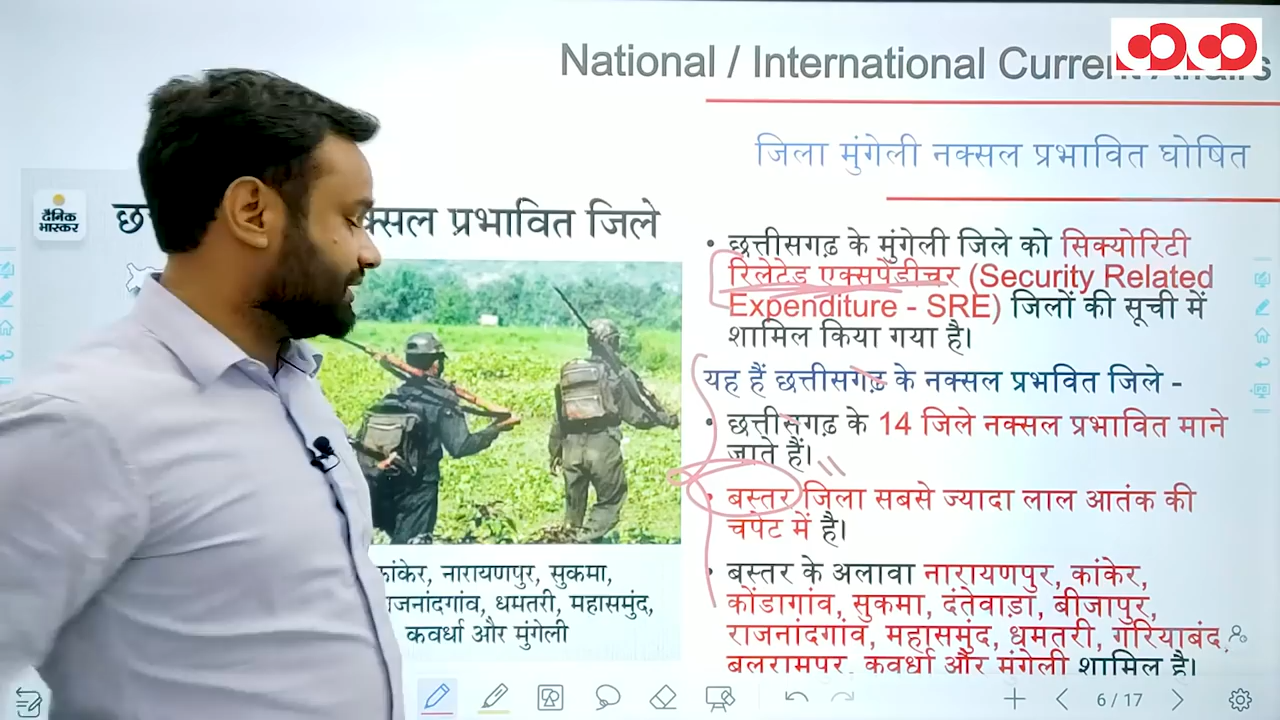 National / International Current Affairs
जिला मुंगेली नक्सल प्रभावित घोषित
दैनिक
भास्कर
क्सल प्रभावित जिले
कांकेर, नारायणपुर, सुकमा,
राजनांदगांव, धमतरी, महासमुंद,
कवर्धा और मुंगेली
• छत्तीसगढ़ के मुंगेली जिले को सिक्योरिटी
रिलेटेड एक्सपेंडीचर (Security Related
Expenditure - SRE) जिलों की सूची में
शामिल किया गया है।
यह हैं छत्तीसगढ़ के नक्सल प्रभवित जिले -
• छत्तीसगढ़ के 14 जिले नक्सल प्रभावित माने
जाते हैं।
• बस्तर जिला सबसे ज्यादा लाल आतंक की
चपेट में है।
• बस्तर के अलावा नारायणपुर, कांकेर,
कोंडागांव, सुकमा, दंतेवाड़ा, बीजापुर,
राजनांदगांव, महासमुंद, धमतरी, गरियाबंद,
बलरामपुर, कवर्धा और मुंगेली शामिल है।
6 / 17